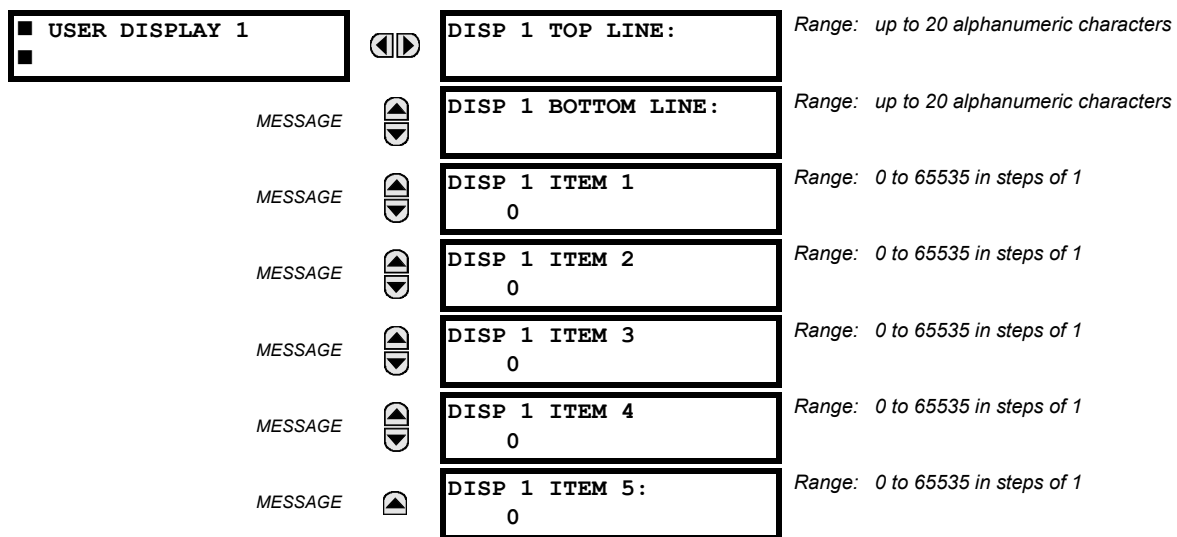 ■ USER DISPLAY 1
■
DISP 1 TOP LINE:
Range: up to 20 alphanumeric characters
MESSAGE
DISP 1 BOTTOM LINE:
Range: up to 20 alphanumeric characters
MESSAGE
DISP 1 ITEM 1
0
Range: 0 to 65535 in steps of 1
MESSAGE
DISP 1 ITEM 2
0
Range: 0 to 65535 in steps of 1
MESSAGE
DISP 1 ITEM 3
0
Range: 0 to 65535 in steps of 1
MESSAGE
DISP 1 ITEM 4
0
Range: 0 to 65535 in steps of 1
MESSAGE
DISP 1 ITEM 5:
0
Range: 0 to 65535 in steps of 1